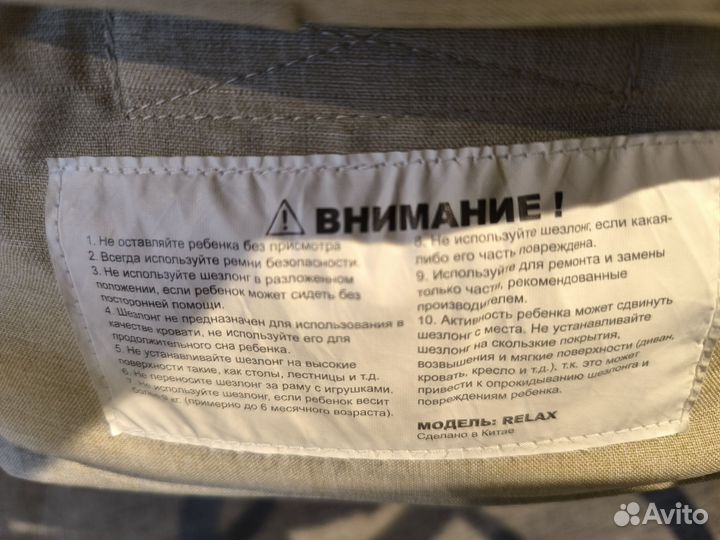 ВНИМАНИЕ !
1. Не оставляйте ребенка без присмотра
2. Всегда используйте ремни безопасности.
3. Не используйте шезлонг в разложенном
положении, если ребенок может сидеть без
посторонней помощи.
4. Шезлонг не предназначен для использования в
качестве кровати, не используйте его для
продолжительного сна ребенка.
5. Не устанавливайте шезлонг на высокие
поверхности такие, как столы, лестницы и т.д.
6. Не переносите шезлонг за раму с игрушками.
7. Не используйте шезлонг, если ребенок весит
более 9 кг. (примерно до 6 месячного возраста).
8. Не используйте шезлонг, если какая-
либо его часть повреждена.
9. Используйте для ремонта и замены
только части, рекомендованные
производителем.
10. Активность ребенка может сдвинуть
шезлонг с места. Не устанавливайте
шезлонг на скользкие покрытия,
возвышения и мягкие поверхности (диван,
кровать, кресло и т.д.), т.к. это может
привести к опрокидыванию шезлонга и
повреждениям ребенка.
МОДЕЛЬ: RELAX
Сделано в Китае
Avito